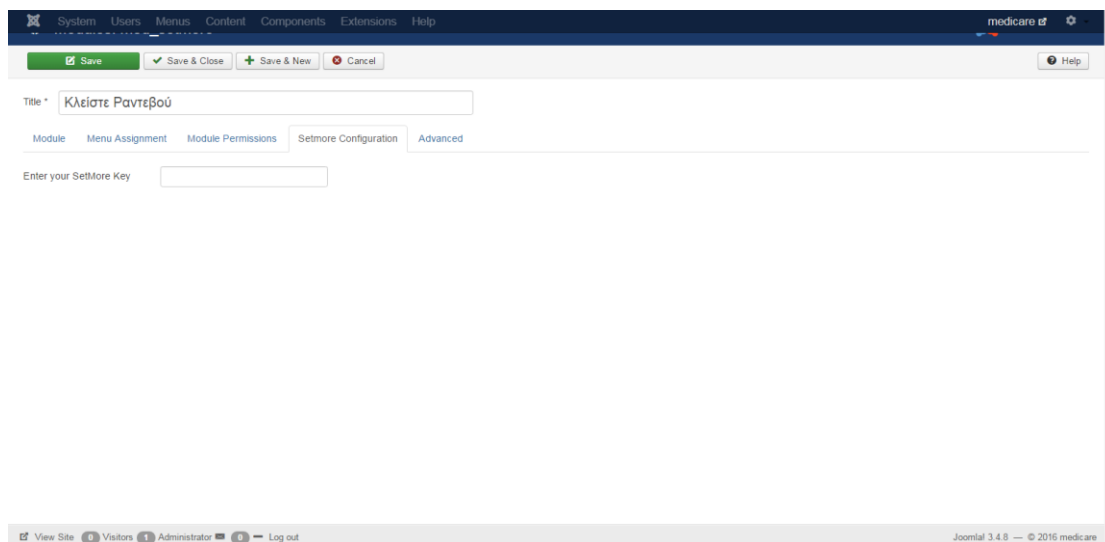 System Users Menus Content Components Extensions Help medicare
Save Save & Close Save & New Cancel Help
Title * Κλείστε Ραντεβού
Module Menu Assignment Module Permissions Setmore Configuration Advanced
Enter your SetMore Key
View Site 0 Visitors 1 Administrator 0 Log out Joomla! 3.4.8 — © 2016 medicare